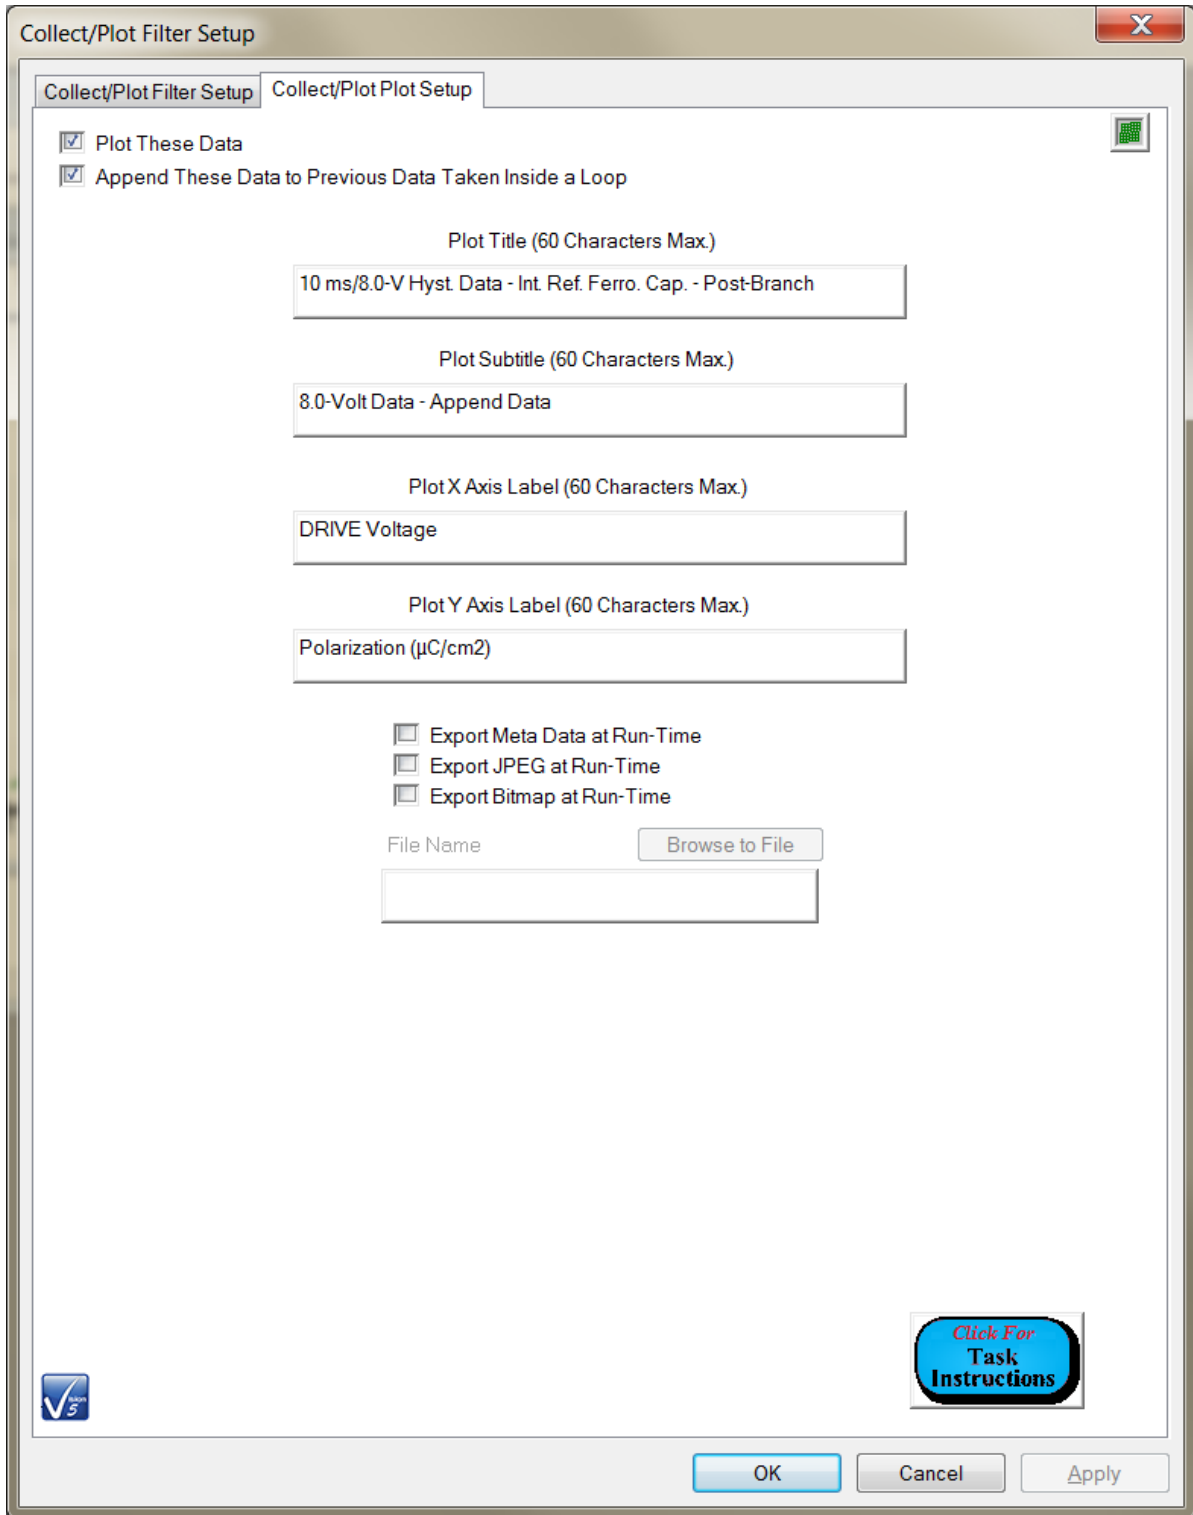 Collect/Plot Filter Setup
Collect/Plot Filter Setup Collect/Plot Plot Setup
Plot These Data
Append These Data to Previous Data Taken Inside a Loop
Plot Title (60 Characters Max.)
10 ms/8.0-V Hyst. Data - Int. Ref. Ferro. Cap. - Post-Branch
Plot Subtitle (60 Characters Max.)
8.0-Volt Data - Append Data
Plot X Axis Label (60 Characters Max.)
DRIVE Voltage
Plot Y Axis Label (60 Characters Max.)
Polarization (µC/cm2)
Export Meta Data at Run-Time
Export JPEG at Run-Time
Export Bitmap at Run-Time
File Name Browse to File
Click For
Task
Instructions
Vision
5
OK Cancel Apply